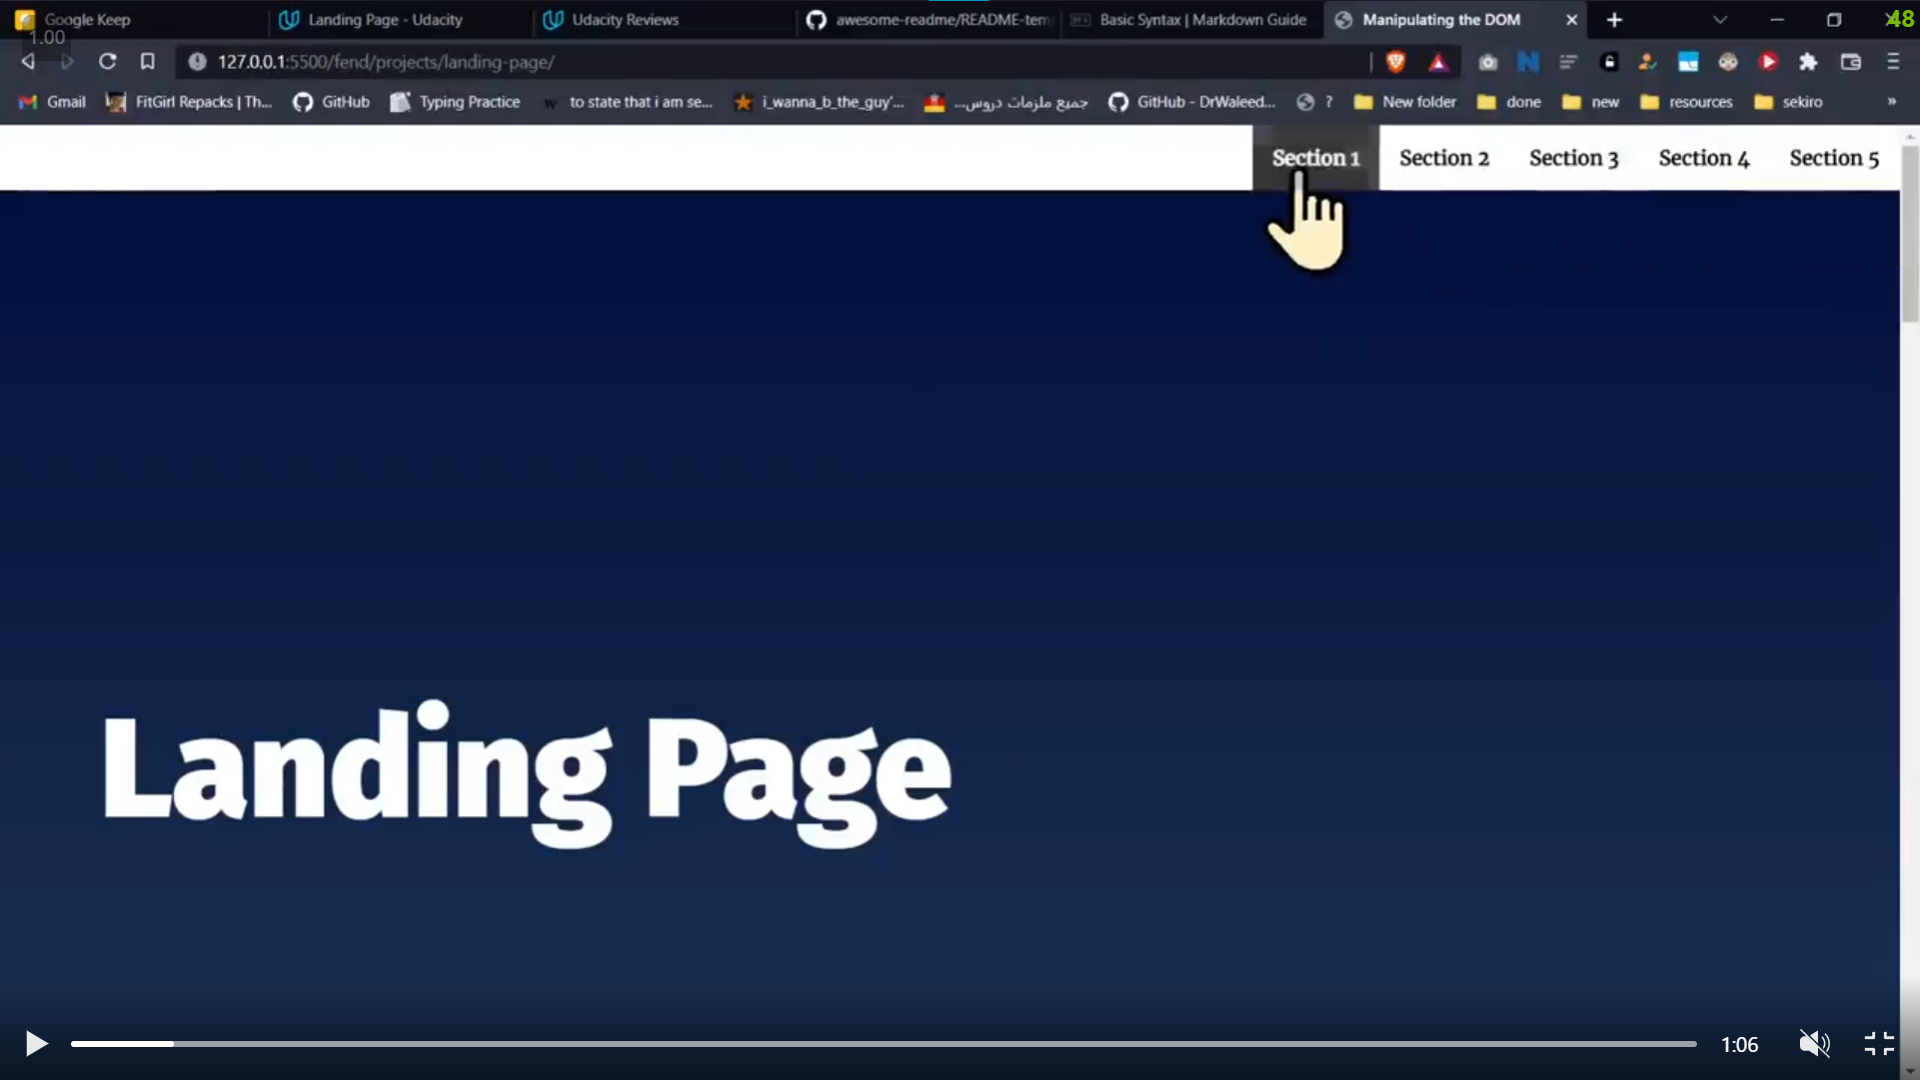 Google Keep
Landing Page - Udacity
Udacity Reviews
awesome-readme/README-tem
Basic Syntax | Markdown Guide
Manipulating the DOM
48
1.00
127.0.0.1:5500/fend/projects/landing-page/
Gmail
FitGirl Repacks | Th...
GitHub
Typing Practice
to state that i am se...
i_wanna_b_the_guy'...
جميع ملزمات دروس...
GitHub - DrWaleed...
?
New folder
done
new
resources
sekiro
»
Section 1
Section 2
Section 3
Section 4
Section 5
Landing Page
1:06